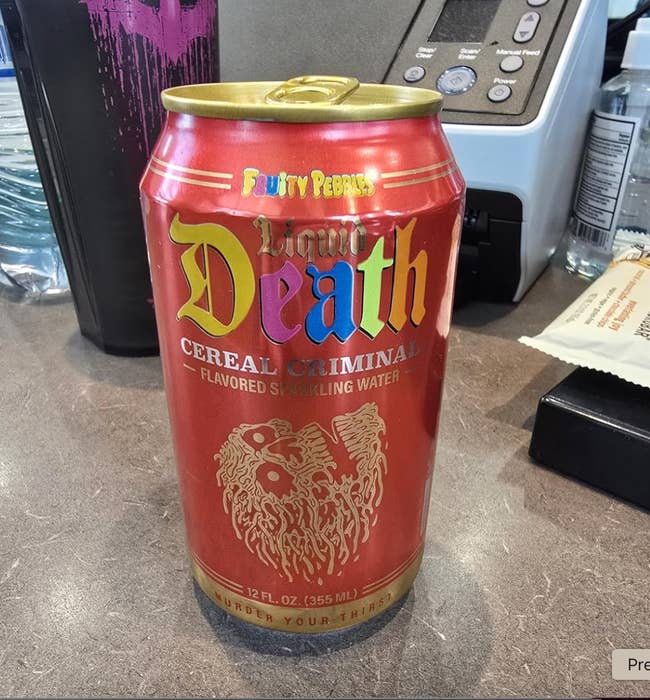 Stop/
Clear
Scan/
Enter
Manual Feed
Power
FRUITY PEBBLES
Liquid
Death
CEREAL CRIMINAL
FLAVORED SPARKLING WATER
12 FL. OZ. (355 ML)
MURDER YOUR THIRST
Pre